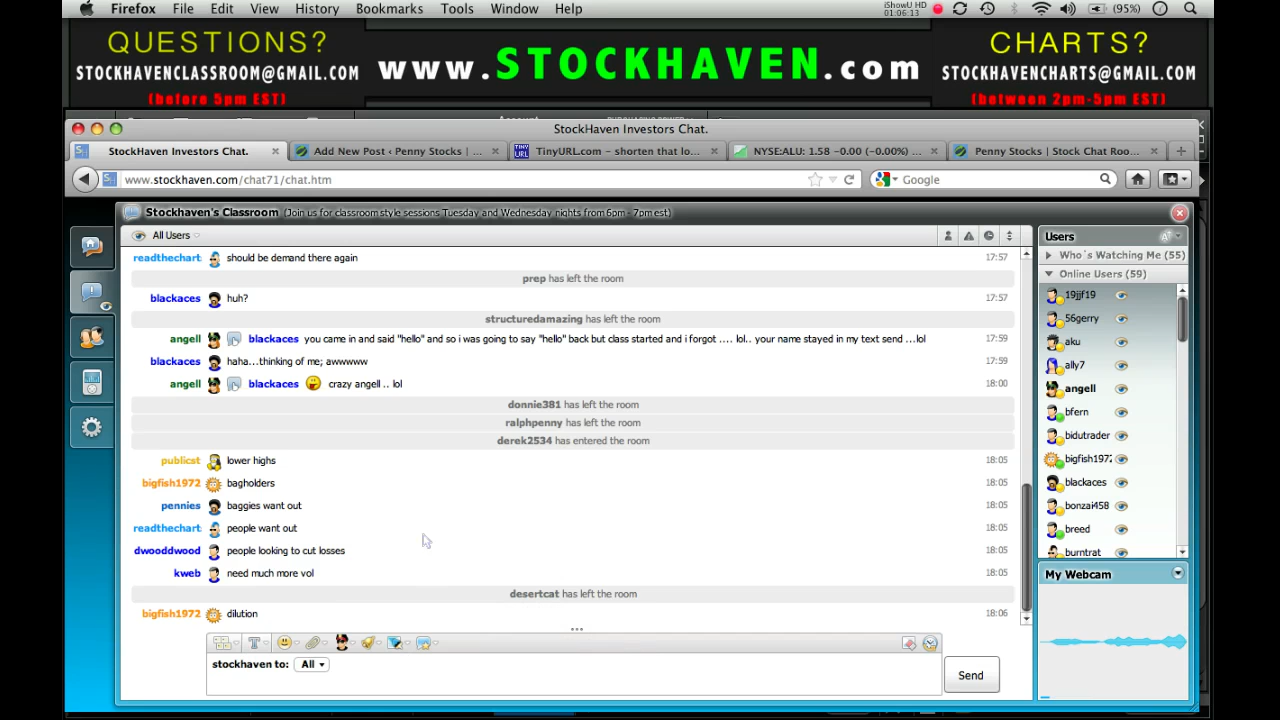 Firefox File Edit View History Bookmarks Tools Window Help iShowU HD 01:06:13 (95%)
QUESTIONS?
STOCKHAVENCLASSROOM@GMAIL.COM
(before 5pm EST)
www.STOCKHAVEN.com
CHARTS?
STOCKHAVENCHARTS@GMAIL.COM
(between 2pm-5pm EST)
StockHaven Investors Chat.
StockHaven Investors Chat. Add New Post ‹ Penny Stocks | ... TinyURL.com – shorten that lo... NYSE:ALU: 1.58 -0.00 (-0.00%) ... Penny Stocks | Stock Chat Roo...
www.stockhaven.com/chat71/chat.htm Google
Stockhaven's Classroom (Join us for classroom style sessions Tuesday and Wednesday nights from 6pm - 7pm est)
All Users
readthechart should be demand there again 17:57
prep has left the room
blackaces huh? 17:57
structuredamazing has left the room
angell blackaces you came in and said "hello" and so i was going to say "hello" back but class started and i forgot .... lol.. your name stayed in my text send ...lol 17:59
blackaces haha...thinking of me; awwwww 17:59
angell blackaces crazy angell .. lol 18:00
donnie381 has left the room
ralphpenny has left the room
derek2534 has entered the room
publicst lower highs 18:05
bigfish1972 bagholders 18:05
pennies baggies want out 18:05
readthechart people want out 18:05
dwooddwood people looking to cut losses 18:05
kweb need much more vol 18:05
desertcat has left the room
bigfish1972 dilution 18:06
stockhaven to: All
Send
Users
Who's Watching Me (55)
Online Users (59)
19jjf19
56gerry
aku
ally7
angell
bfern
bidutrader
bigfish1972
blackaces
bonzai458
breed
burntrat
My Webcam